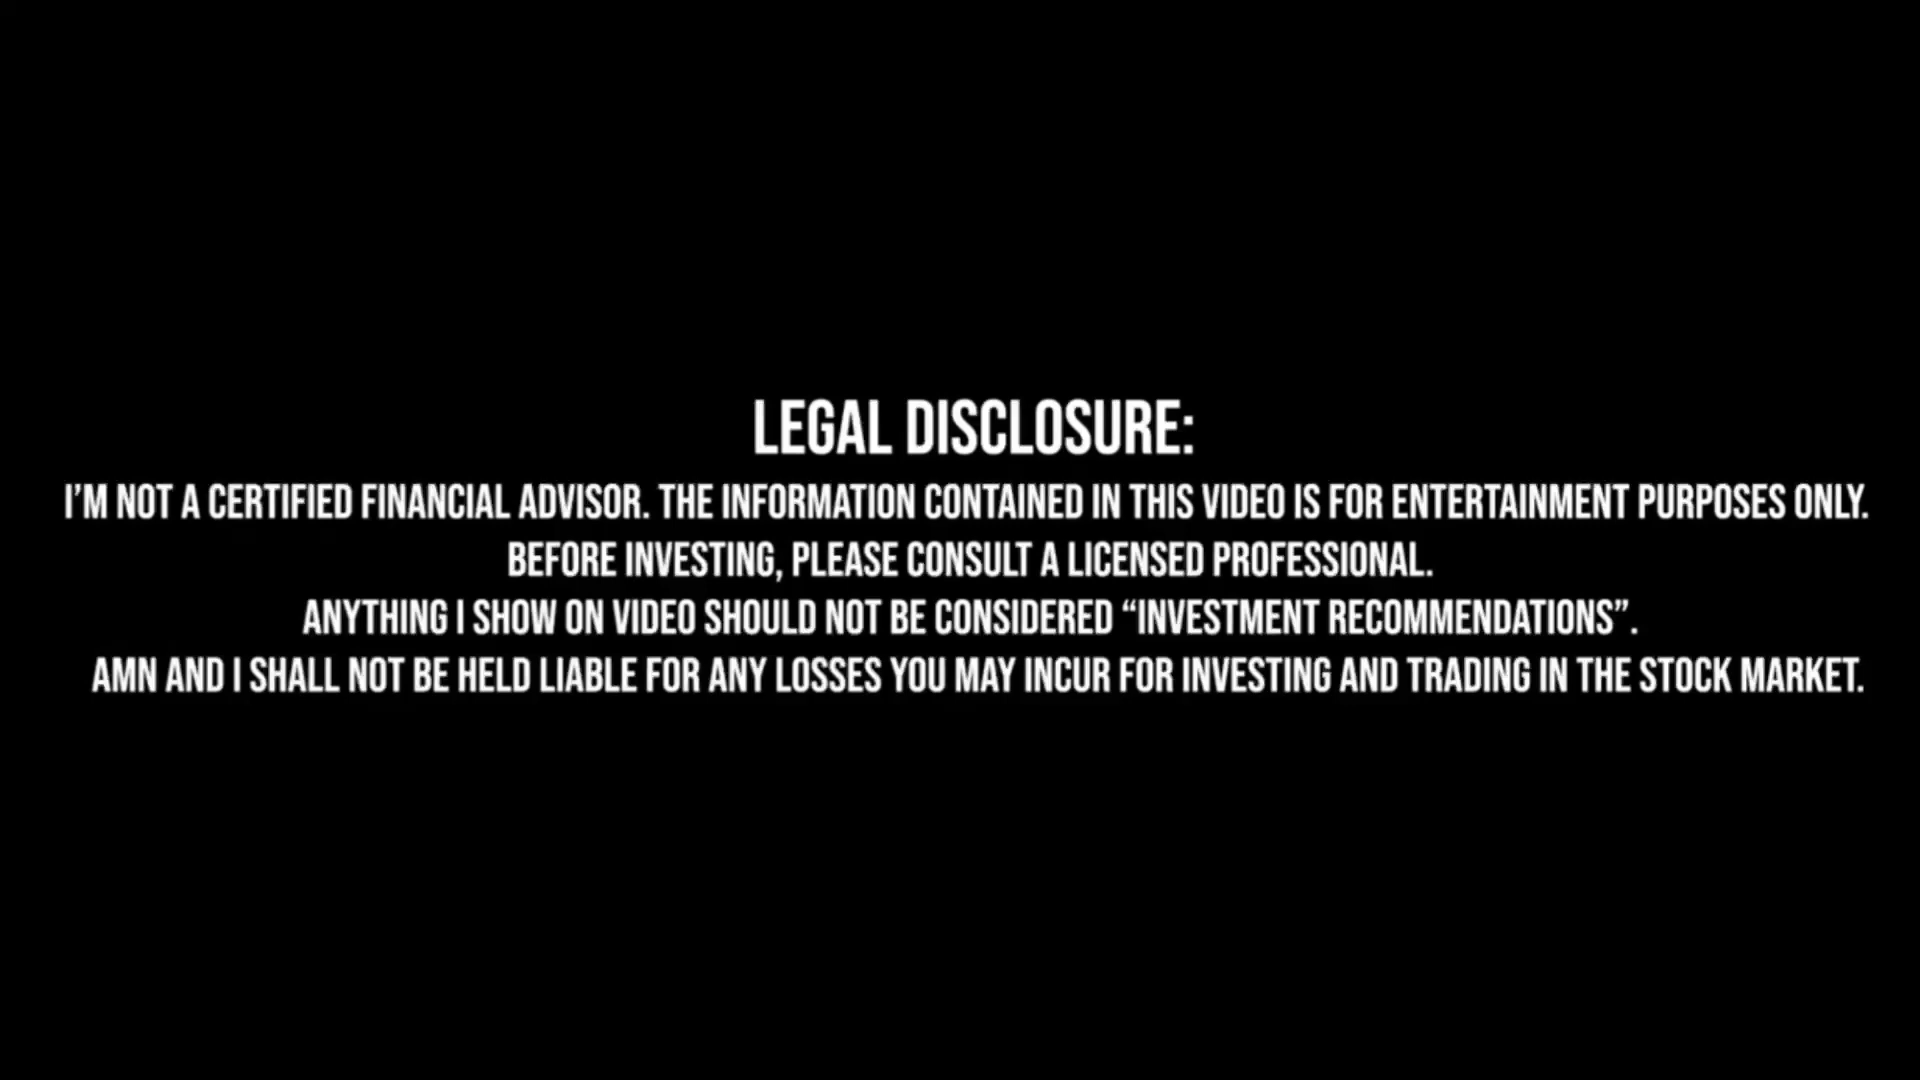 LEGAL DISCLOSURE:
I’M NOT A CERTIFIED FINANCIAL ADVISOR. THE INFORMATION CONTAINED IN THIS VIDEO IS FOR ENTERTAINMENT PURPOSES ONLY.
BEFORE INVESTING, PLEASE CONSULT A LICENSED PROFESSIONAL.
ANYTHING I SHOW ON VIDEO SHOULD NOT BE CONSIDERED “INVESTMENT RECOMMENDATIONS”.
AMN AND I SHALL NOT BE HELD LIABLE FOR ANY LOSSES YOU MAY INCUR FOR INVESTING AND TRADING IN THE STOCK MARKET.